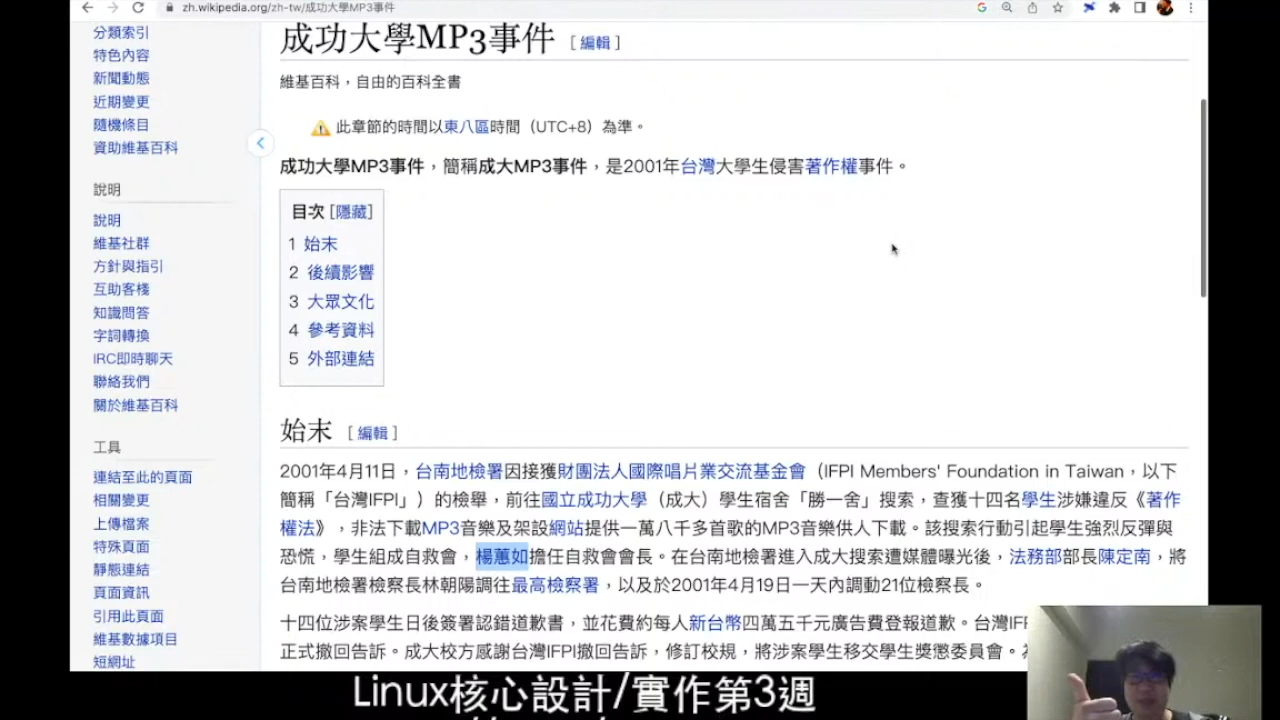 zh.wikipedia.org/zh-tw/成功大學MP3事件
分類索引
特色內容
新聞動態
近期變更
隨機條目
資助維基百科
說明
說明
維基社群
方針與指引
互助客棧
知識問答
字詞轉換
IRC即時聊天
聯絡我們
關於維基百科
工具
連結至此的頁面
相關變更
上傳檔案
特殊頁面
靜態連結
頁面資訊
引用此頁面
維基數據項目
短網址
成功大學MP3事件 [編輯]
維基百科，自由的百科全書
此章節的時間以東八區時間（UTC+8）為準。
成功大學MP3事件，簡稱成大MP3事件，是2001年台灣大學生侵害著作權事件。
目次 [隱藏]
1 始末
2 後續影響
3 大眾文化
4 參考資料
5 外部連結
始末 [編輯]
2001年4月11日，台南地檢署因接獲財團法人國際唱片業交流基金會（IFPI Members' Foundation in Taiwan，以下
簡稱「台灣IFPI」）的檢舉，前往國立成功大學（成大）學生宿舍「勝一舍」搜索，查獲十四名學生涉嫌違反《著作
權法》，非法下載MP3音樂及架設網站提供一萬八千多首歌的MP3音樂供人下載。該搜索行動引起學生強烈反彈與
恐慌，學生組成自救會，楊蕙如擔任自救會會長。在台南地檢署進入成大搜索遭媒體曝光後，法務部部長陳定南，將
台南地檢署檢察長林朝陽調往最高檢察署，以及於2001年4月19日一天內調動21位檢察長。
十四位涉案學生日後簽署認錯道歉書，並花費約每人新台幣四萬五千元廣告費登報道歉。台灣IF
正式撤回告訴。成大校方感謝台灣IFPI撤回告訴，修訂校規，將涉案學生移交學生獎懲委員會。
Linux核心設計/實作第3週